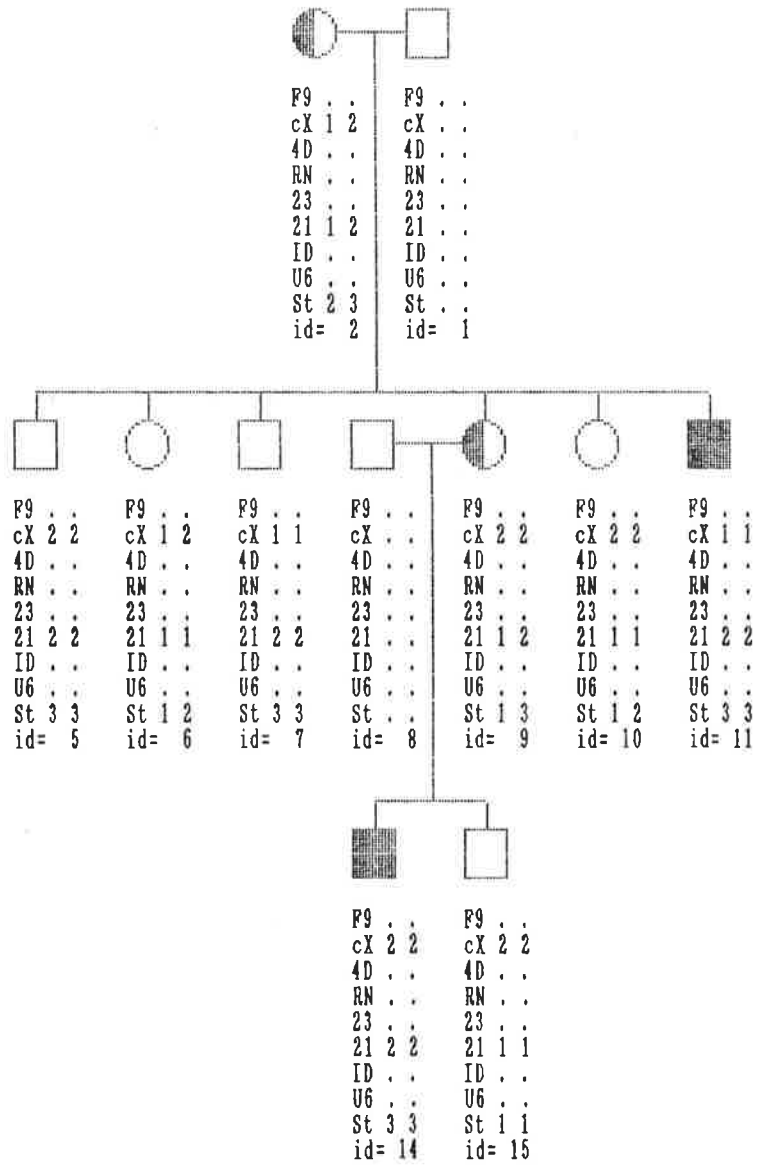 F9 . .
cX 1 2
4D . .
RN . .
23 . .
21 1 2
ID . .
U6 . .
St 2 3
id= 2
F9 . .
cX . .
4D . .
RN . .
23 . .
21 . .
ID . .
U6 . .
St . .
id= 1
F9 . .
cX 2 2
4D . .
RN . .
23 . .
21 2 2
ID . .
U6 . .
St 3 3
id= 5
F9 . .
cX 1 2
4D . .
RN . .
23 . .
21 1 1
ID . .
U6 . .
St 1 2
id= 6
F9 . .
cX 1 1
4D . .
RN . .
23 . .
21 2 2
ID . .
U6 . .
St 3 3
id= 7
F9 . .
cX . .
4D . .
RN . .
23 . .
21 . .
ID . .
U6 . .
St . .
id= 8
F9 . .
cX 2 2
4D . .
RN . .
23 . .
21 1 2
ID . .
U6 . .
St 1 3
id= 9
F9 . .
cX 2 2
4D . .
RN . .
23 . .
21 1 1
ID . .
U6 . .
St 1 2
id= 10
F9 . .
cX 1 1
4D . .
RN . .
23 . .
21 2 2
ID . .
U6 . .
St 3 3
id= 11
F9 . .
cX 2 2
4D . .
RN . .
23 . .
21 2 2
ID . .
U6 . .
St 3 3
id= 14
F9 . .
cX 2 2
4D . .
RN . .
23 . .
21 1 1
ID . .
U6 . .
St 1 1
id= 15